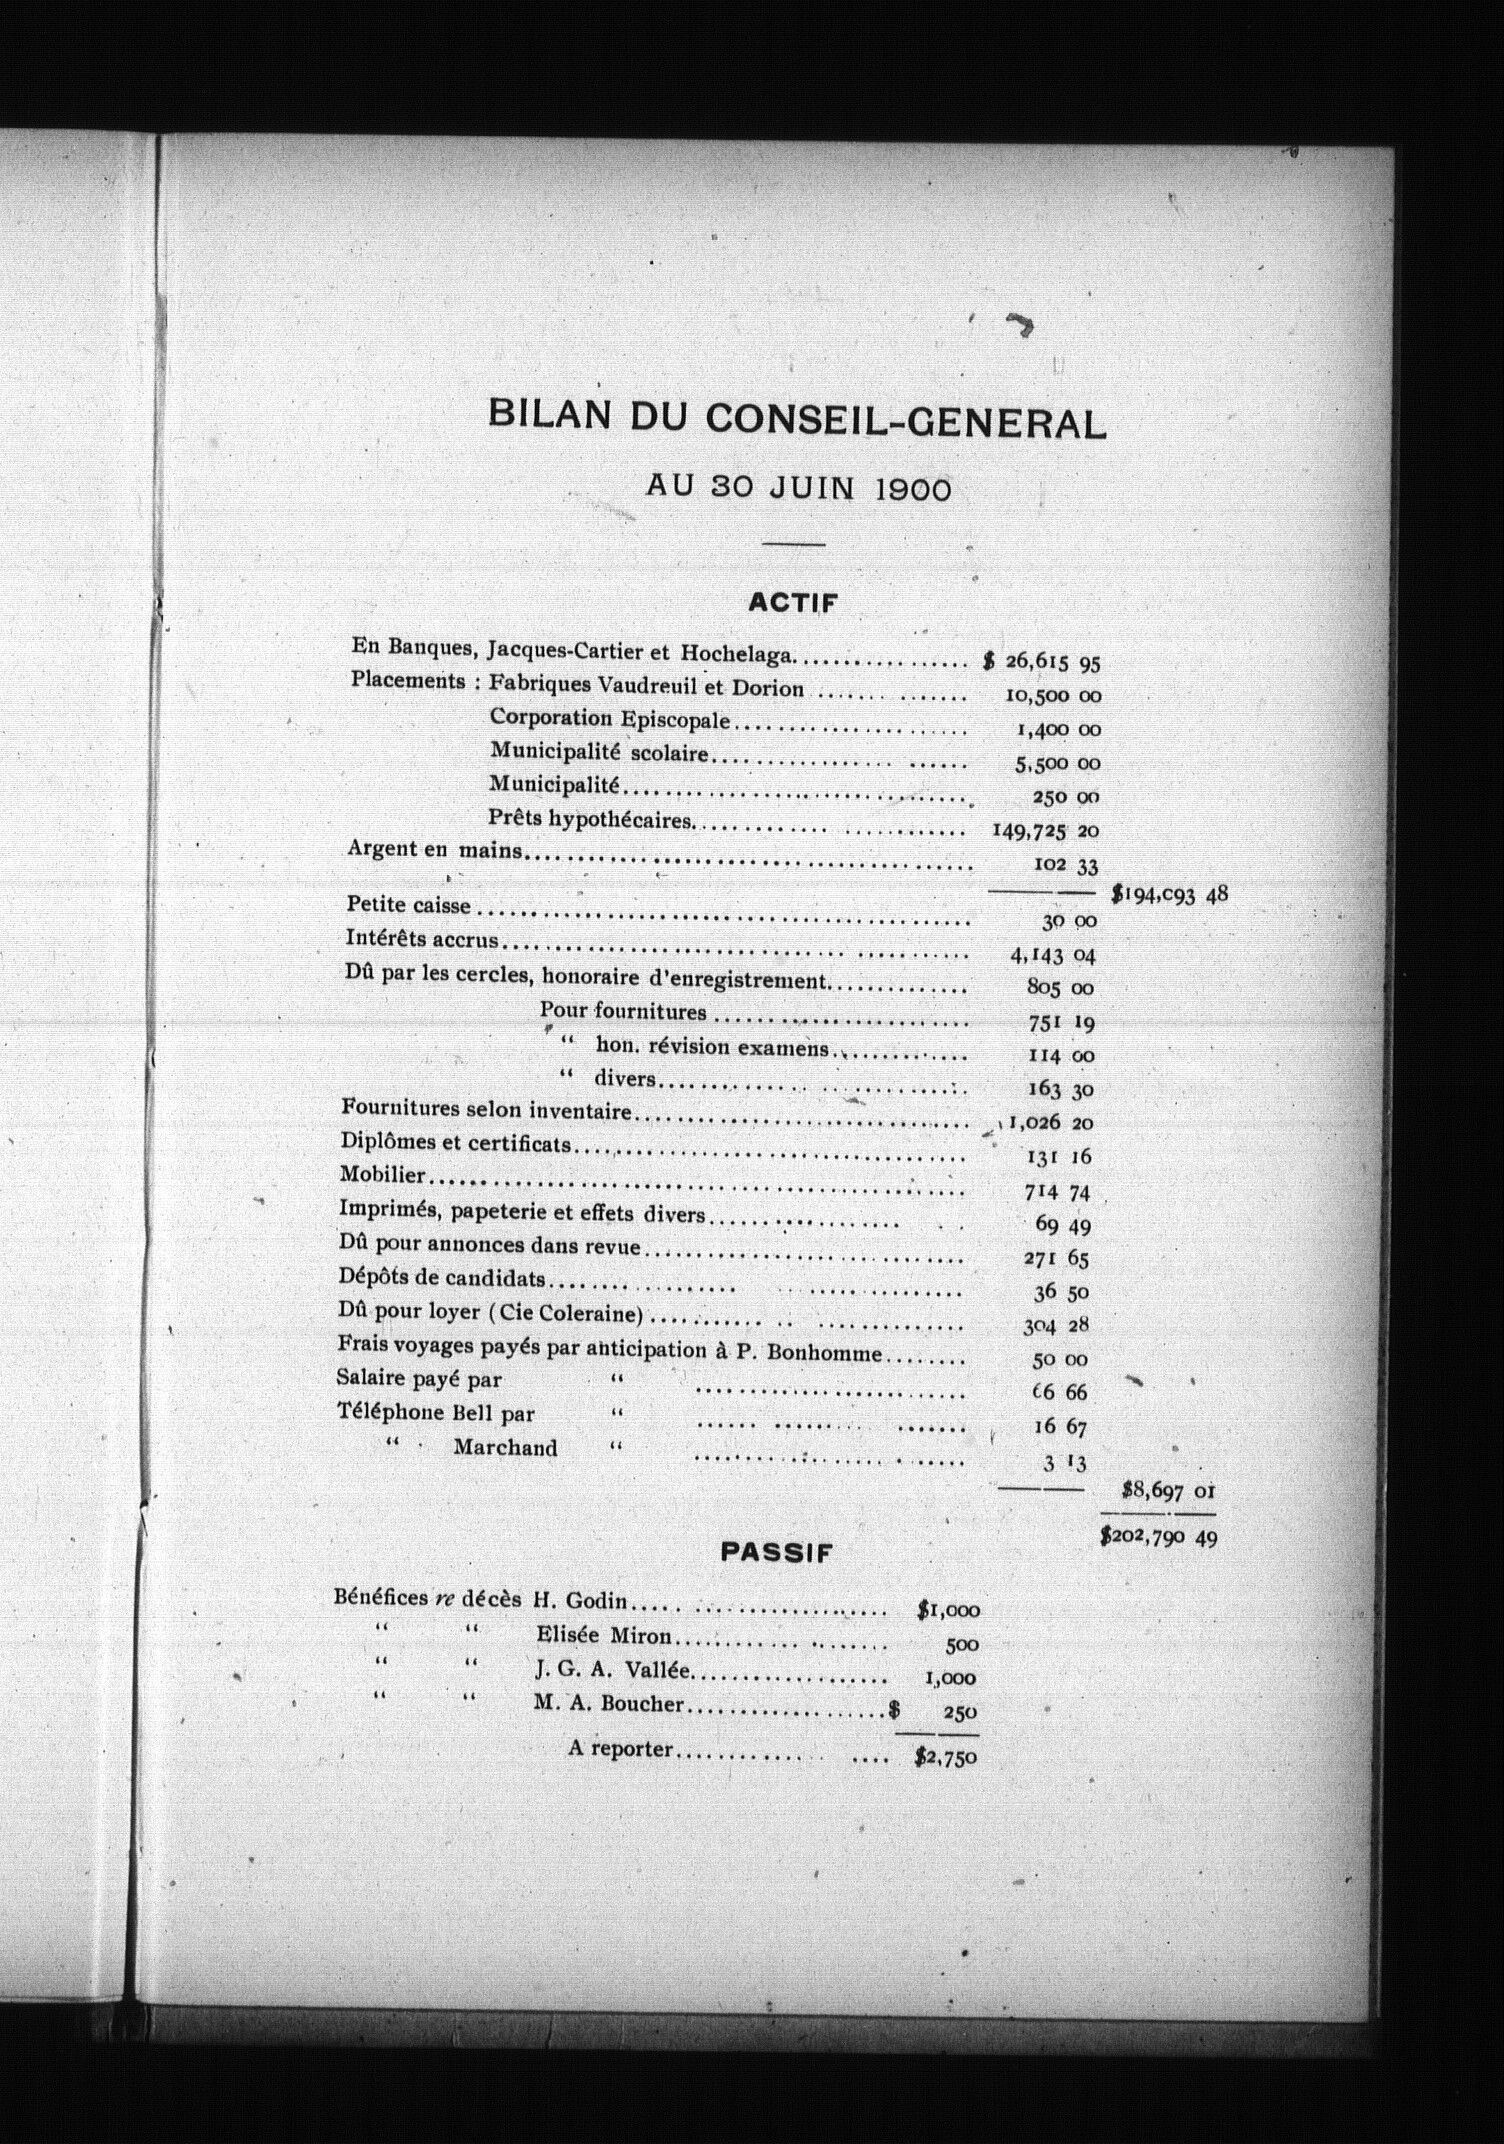 BILAN DU CONSEIL-GENERAL
AU 30 JUIN 1900
ACTIF
En Banques, Jacques-Cartier et Hochelaga................. $ 26,615 95
Placements : Fabriques Vaudreuil et Dorion .............. 10,500 00
Corporation Episcopale...................... 1,400 00
Municipalité scolaire....................... 5,500 00
Municipalité................................ 250 00
Prêts hypothécaires......................... 149,725 20
Argent en mains.......................................... 102 33
$194,093 48
Petite caisse ........................................... 30 00
Intérêts accrus.......................................... 4,143 04
Dû par les cercles, honoraire d'enregistrement............. 805 00
Pour fournitures ........................ 751 19
“ hon. révision examens............. 114 00
“ divers............................ 163 30
Fournitures selon inventaire............................... 1,026 20
Diplômes et certificats.................................... 131 16
Mobilier................................................... 714 74
Imprimés, papeterie et effets divers.................... 69 49
Dû pour annonces dans revue.............................. 271 65
Dépôts de candidats................................ 36 50
Dû pour loyer (Cie Coleraine) ........................... 304 28
Frais voyages payés par anticipation à P. Bonhomme........ 50 00
Salaire payé par “ ......................... 66 66
Téléphone Bell par “ ..................... 16 67
“ Marchand “ ......................... 3 13
$8,697 01
$202,790 49
PASSIF
Bénéfices re décès H. Godin....................... $1,000
“ “ Elisée Miron.................... 500
“ “ J. G. A. Vallée................... 1,000
“ “ M. A. Boucher...................$ 250
A reporter................ $2,750